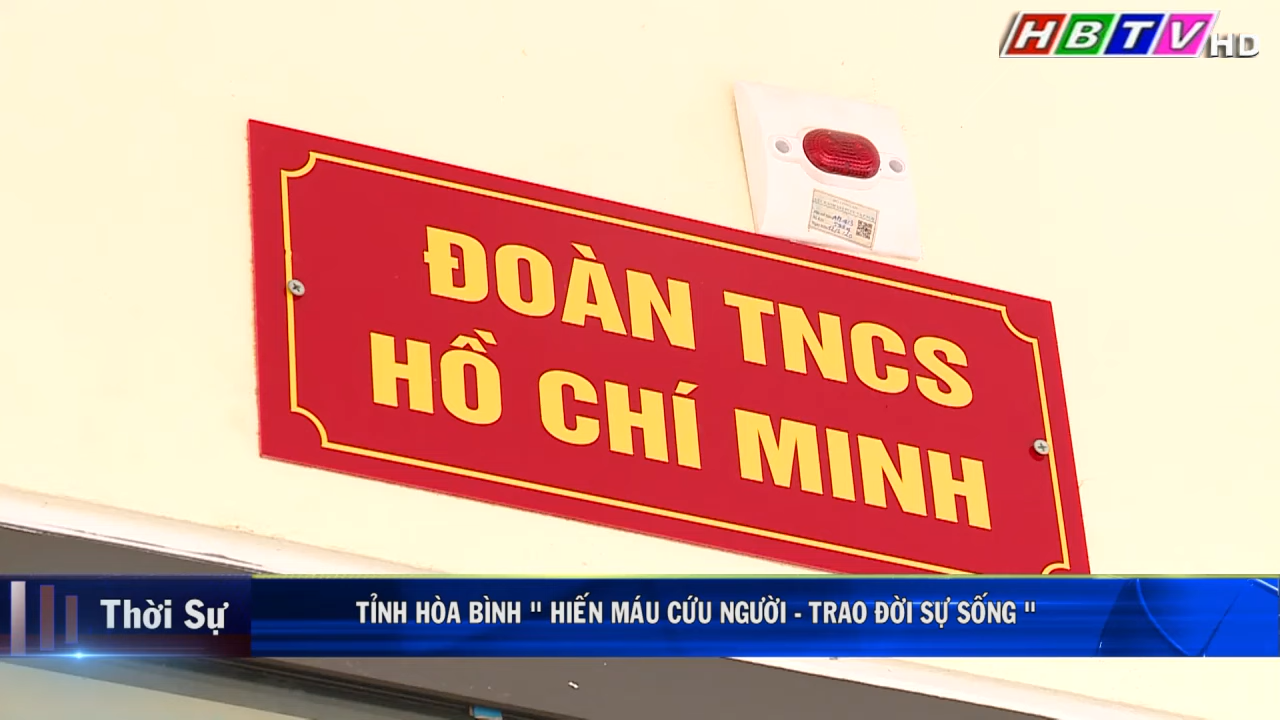 HBTV HD
ĐOÀN TNCS
HỒ CHÍ MINH
Thời Sự
TỈNH HÒA BÌNH " HIẾN MÁU CỨU NGƯỜI - TRAO ĐỜI SỰ SỐNG "